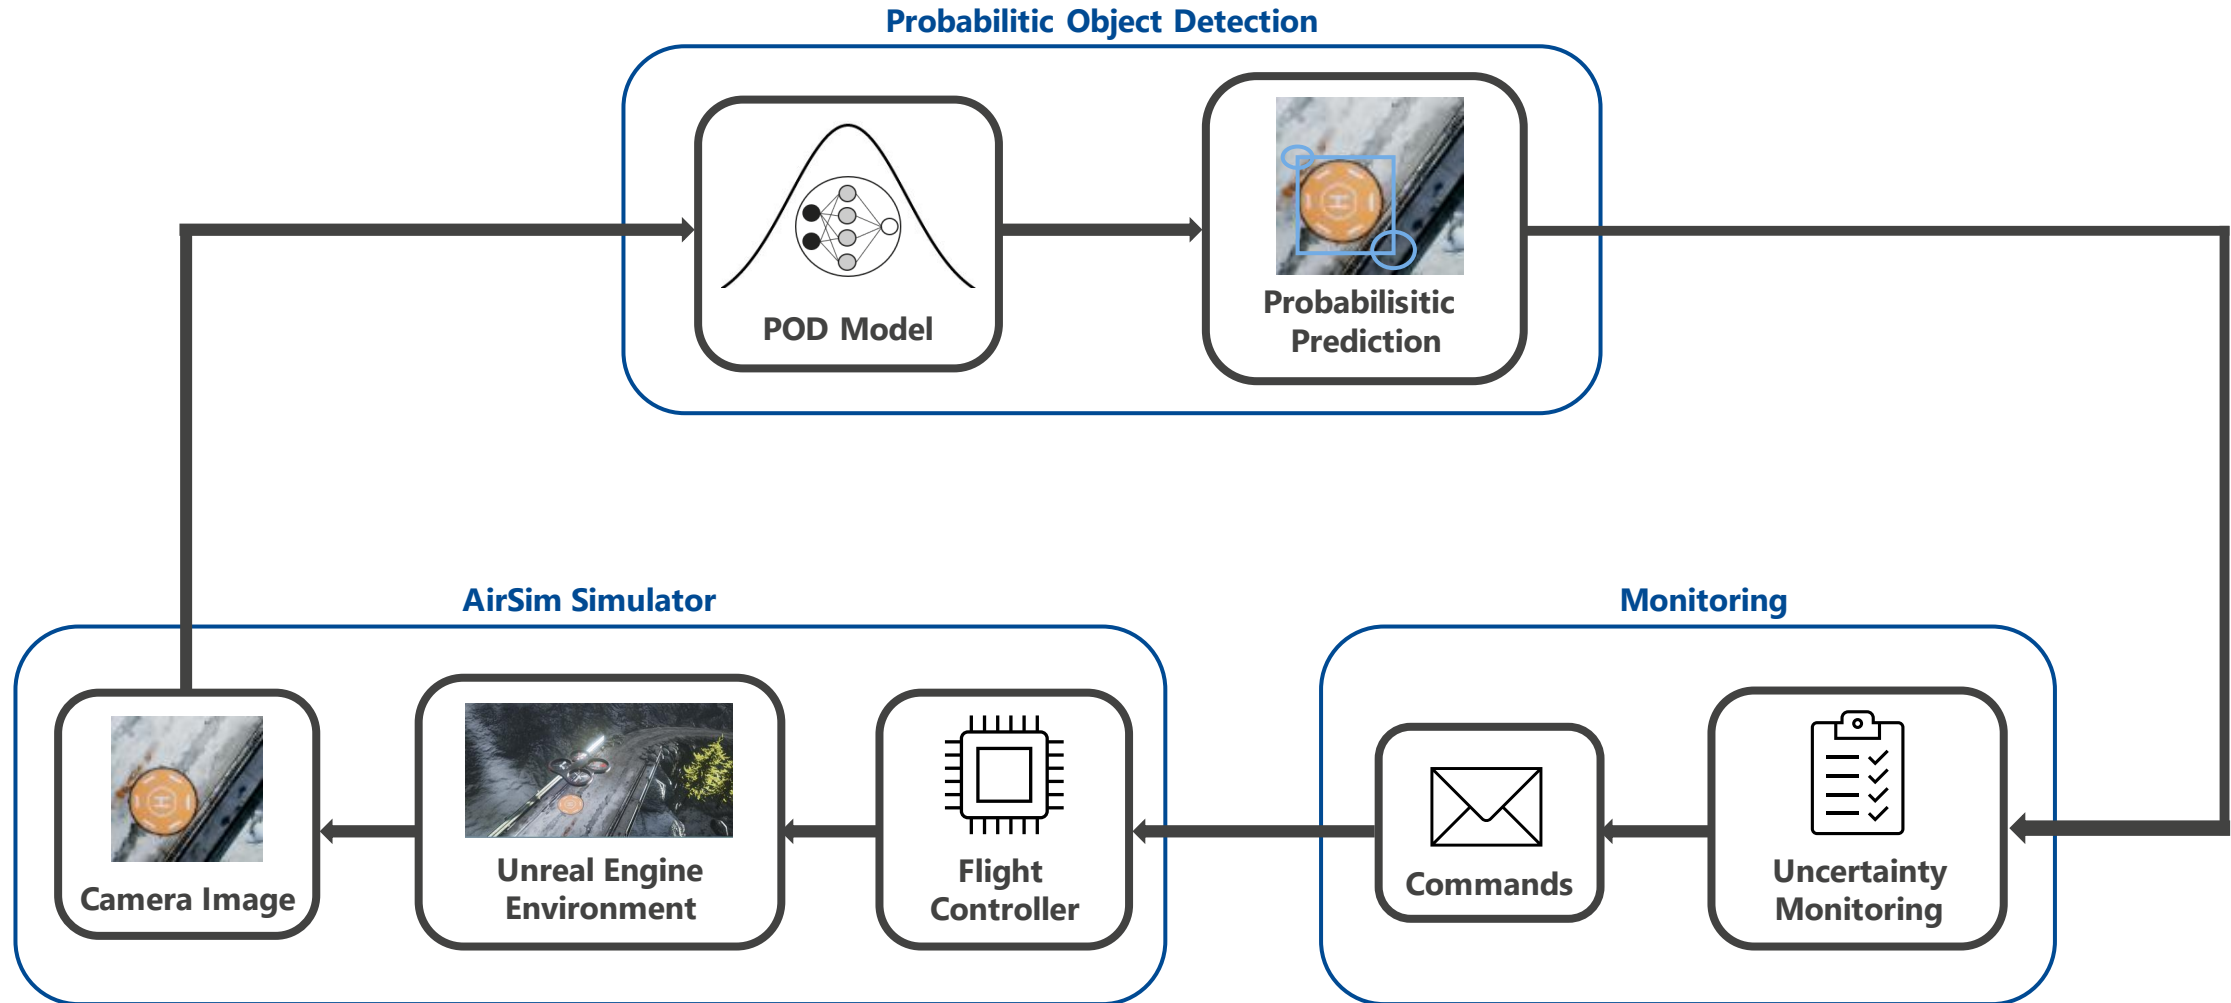 Probabilitic Object Detection
POD Model
Probabilisitic
Prediction
AirSim Simulator
Monitoring
Camera Image
Unreal Engine
Environment
Flight
Controller
Commands
Uncertainty
Monitoring